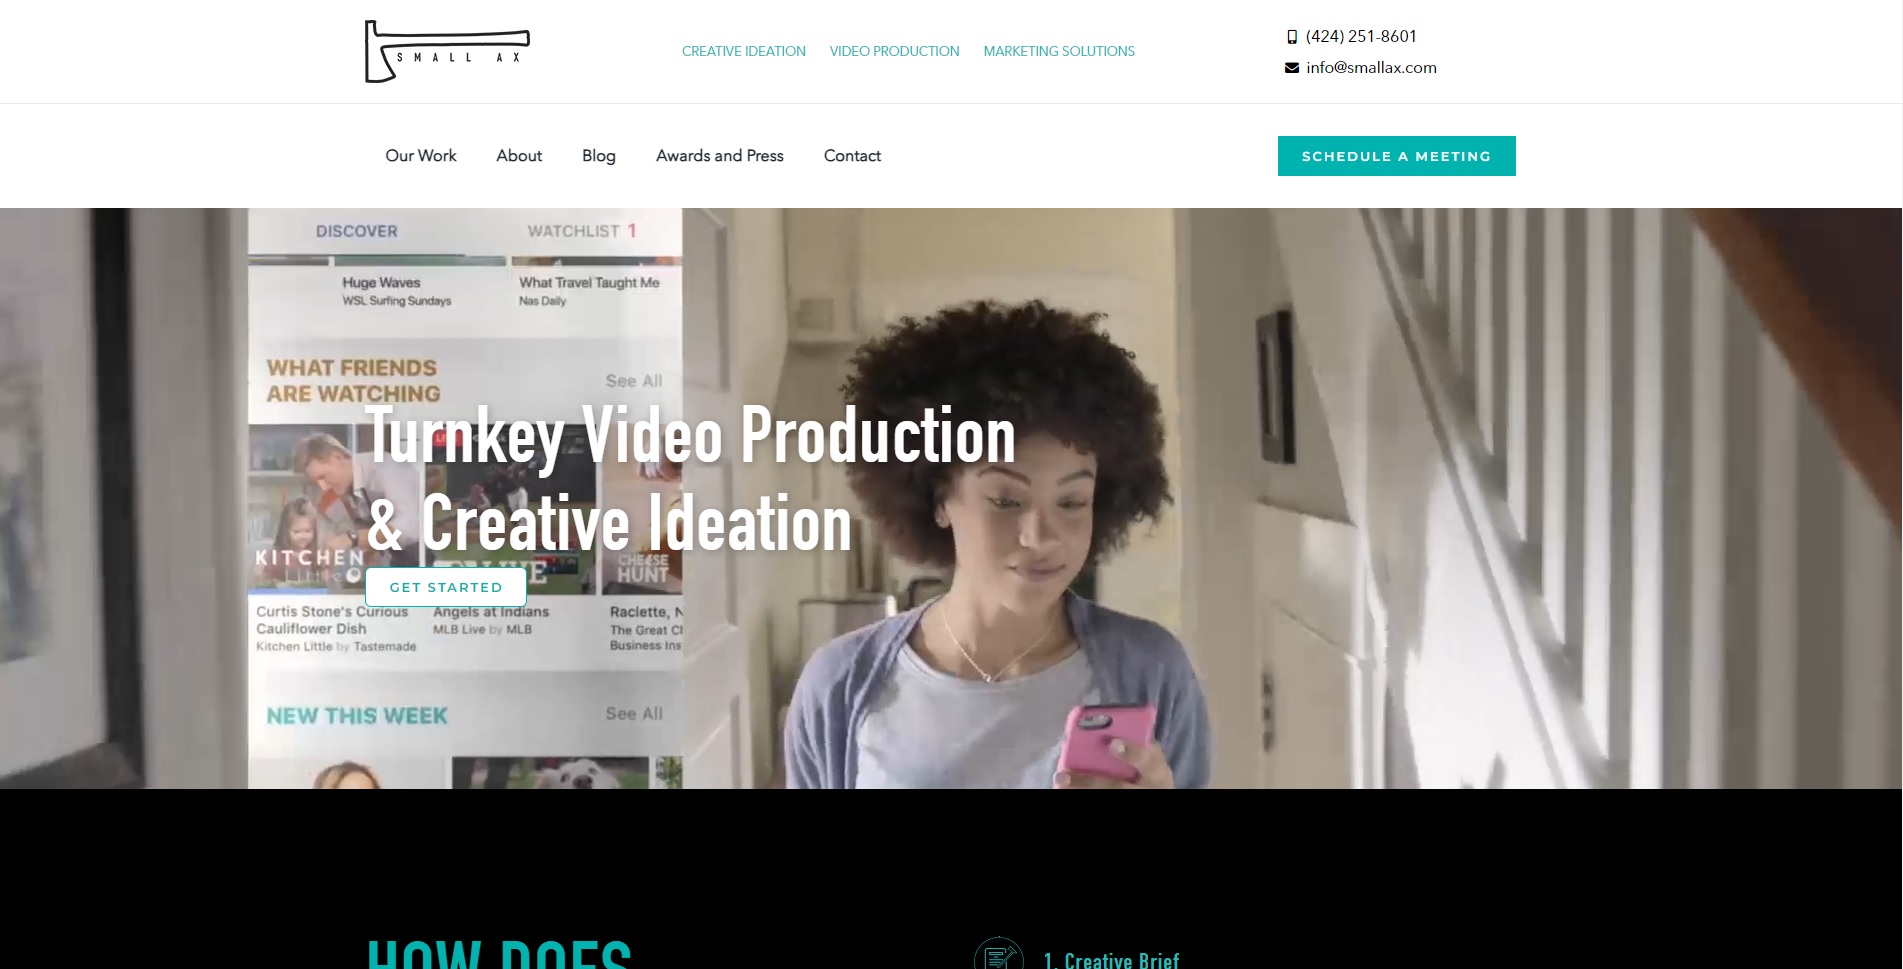 SMALL AX
CREATIVE IDEATION
VIDEO PRODUCTION
MARKETING SOLUTIONS
(424) 251-8601
info@smallax.com
Our Work
About
Blog
Awards and Press
Contact
SCHEDULE A MEETING
DISCOVER
WATCHLIST 1
Huge Waves
WSL Surfing Sundays
What Travel Taught Me
Nas Daily
WHAT FRIENDS
ARE WATCHING
See All
Turnkey Video Production
& Creative Ideation
KITCHEN
CHEESE
HUNT
GET STARTED
Curtis Stone's Curious
Cauliflower Dish
Kitchen Little by Tastemade
Angels at Indians
MLB Live by MLB
Raclette,
The Great
Business Ins
NEW THIS WEEK
See All
HOW DOES
1. Creative Brief